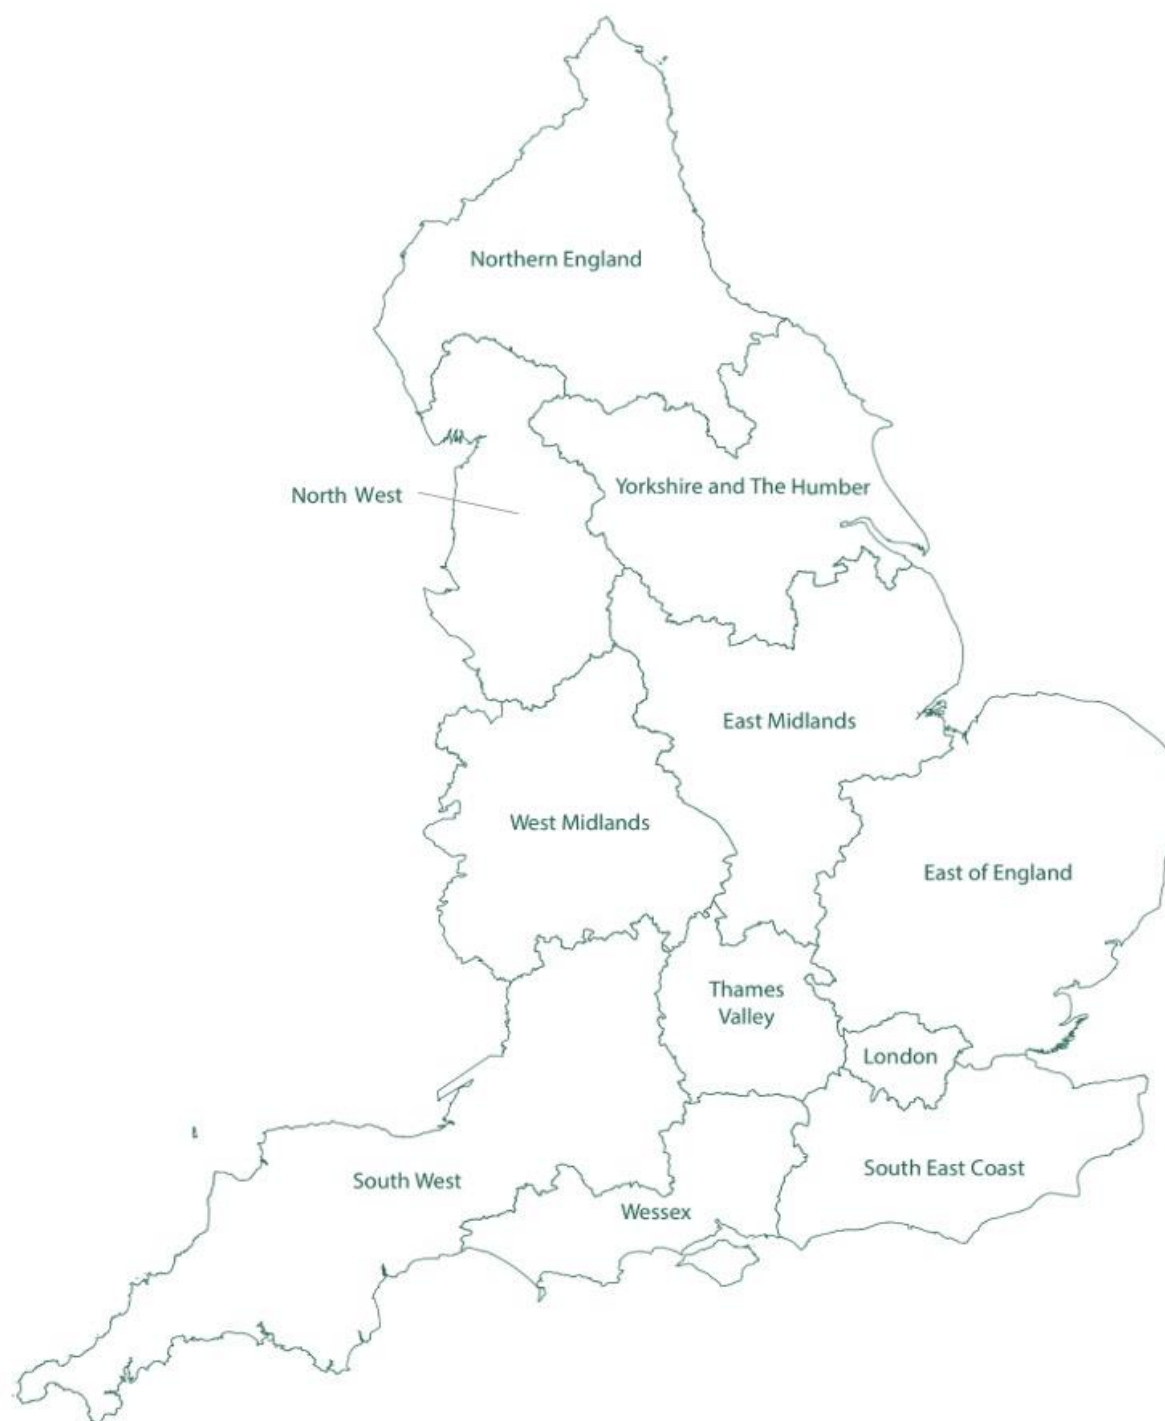 Northern England
Yorkshire and The Humber
North West
East Midlands
West Midlands
East of England
Thames
Valley
London
South East Coast
South West
Wessex